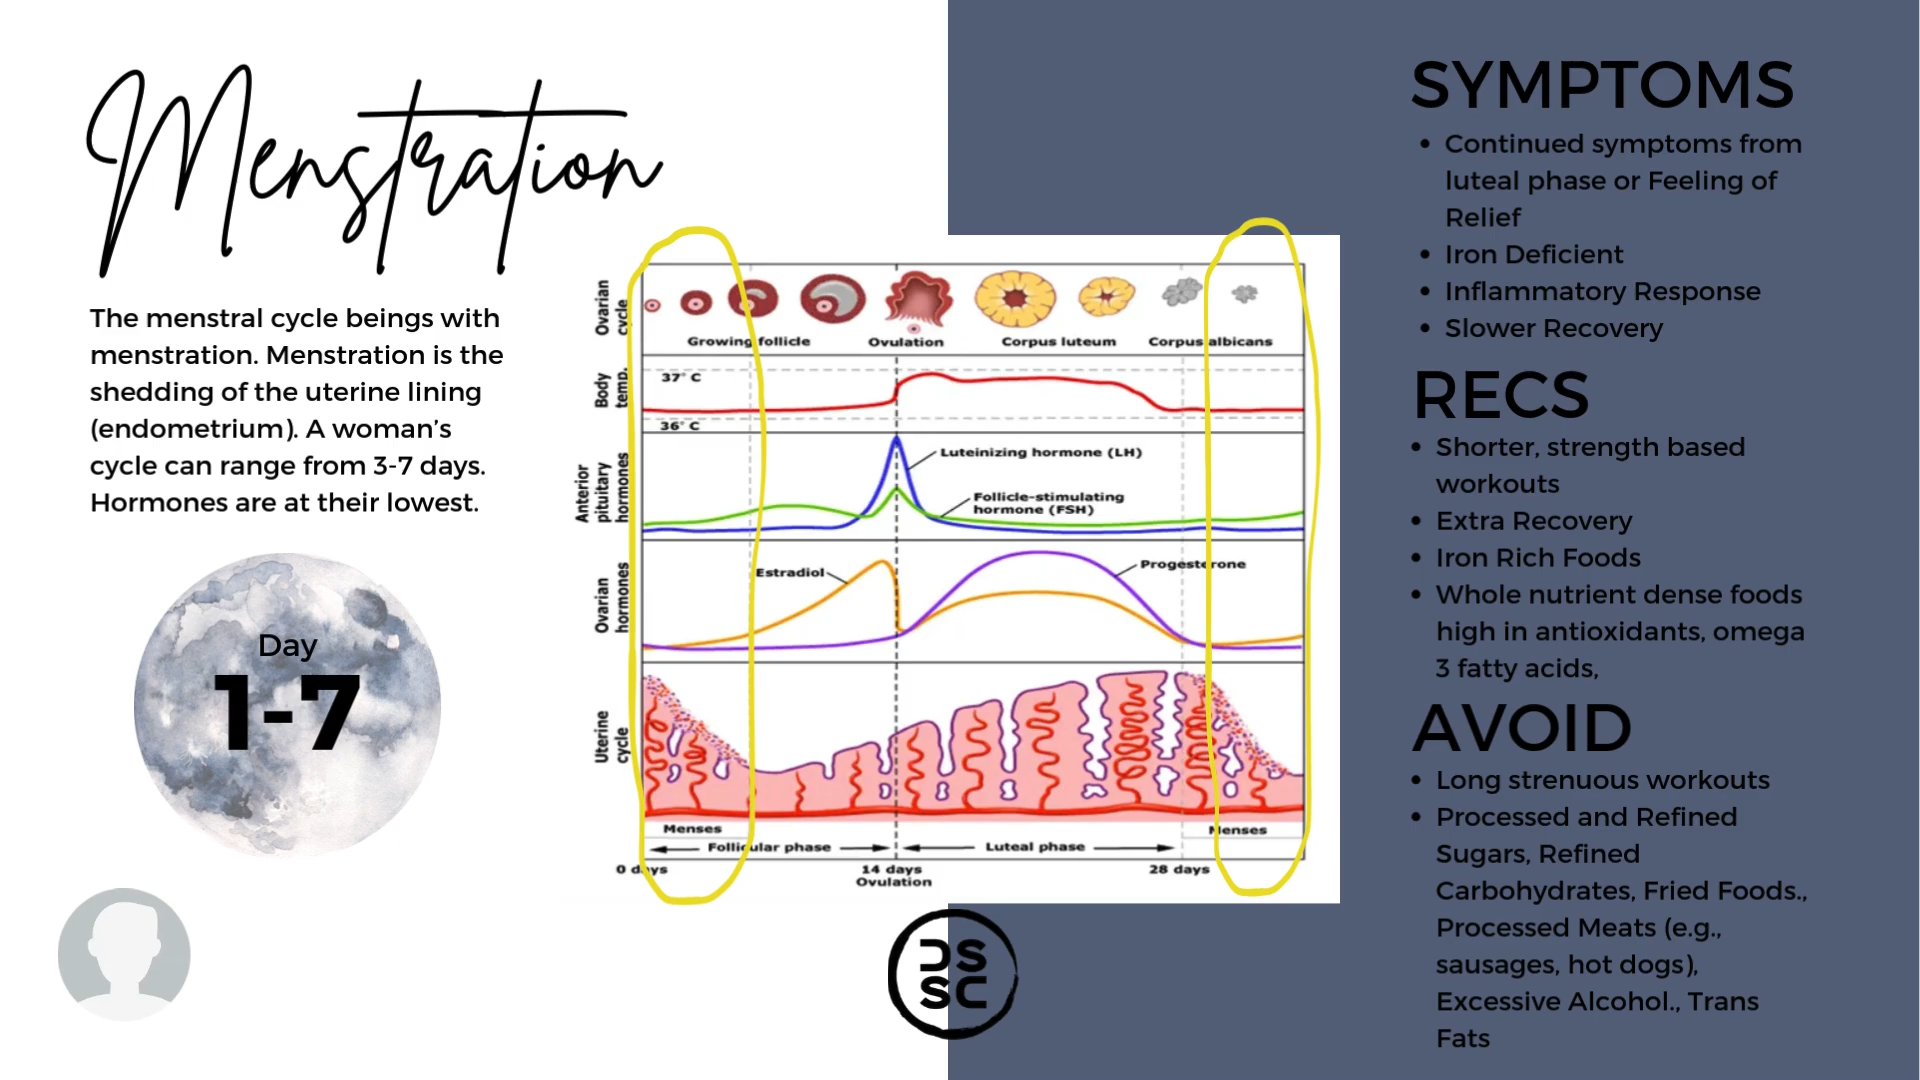 Menstration
The menstral cycle beings with
menstration. Menstration is the
shedding of the uterine lining
(endometrium). A woman's
cycle can range from 3-7 days.
Hormones are at their lowest.
Day
1-7
Ovarian
cycle
Growing follicle
Ovulation
Corpus luteum
Corpus albicans
Body
temp.
37° C
36° C
Anterior
pituitary
hormones
Luteinizing hormone (LH)
Follicle-stimulating
hormone (FSH)
Ovarian
hormones
Estradiol
Progesterone
Uterine
cycle
Menses
Menses
Follicular phase
Luteal phase
0 days
14 days
Ovulation
28 days
DS
SC
SYMPTOMS
• Continued symptoms from
luteal phase or Feeling of
Relief
• Iron Deficient
• Inflammatory Response
• Slower Recovery
RECS
• Shorter, strength based
workouts
• Extra Recovery
• Iron Rich Foods
• Whole nutrient dense foods
high in antioxidants, omega
3 fatty acids,
AVOID
• Long strenuous workouts
• Processed and Refined
Sugars, Refined
Carbohydrates, Fried Foods.,
Processed Meats (e.g.,
sausages, hot dogs),
Excessive Alcohol., Trans
Fats